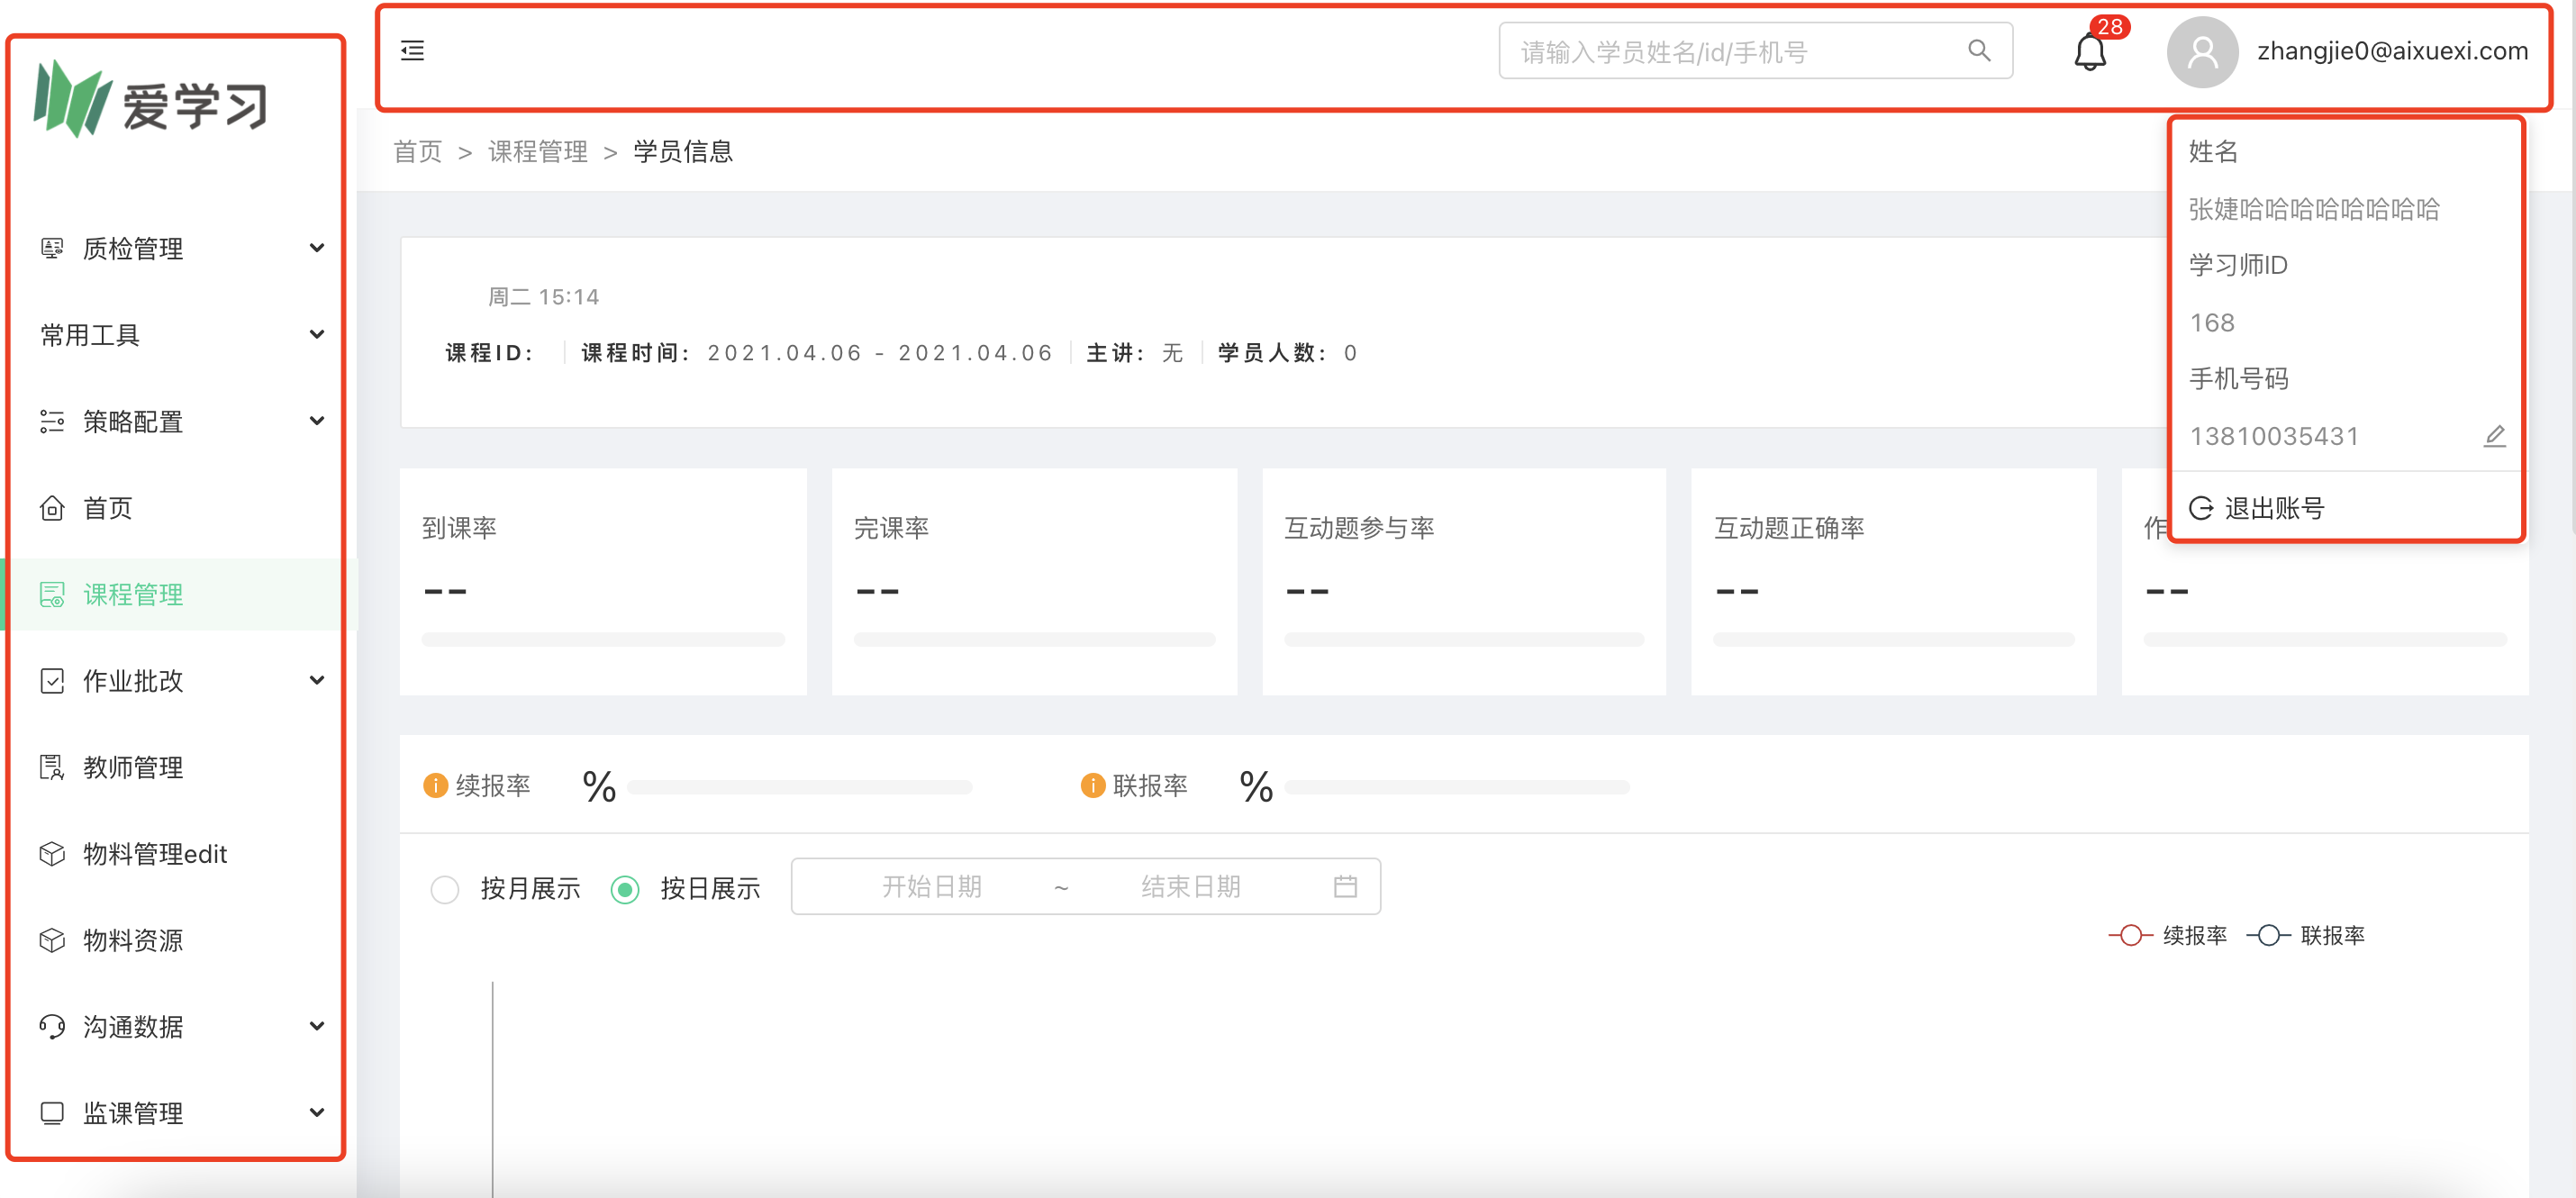 爱学习
质检管理
常用工具
策略配置
首页
课程管理
作业批改
教师管理
物料管理edit
物料资源
沟通数据
监课管理
请输入学员姓名/id/手机号
28
zhangjie0@aixuexi.com
首页 > 课程管理 > 学员信息
姓名
张婕哈哈哈哈哈哈哈哈
学习师ID
168
手机号码
13810035431
退出账号
周二 15:14
课程ID: 课程时间: 2021.04.06 - 2021.04.06 主讲: 无 学员人数: 0
到课率
--
完课率
--
互动题参与率
--
互动题正确率
--
作
--
续报率 %
联报率 %
按月展示 按日展示 开始日期 ~ 结束日期
续报率 联报率